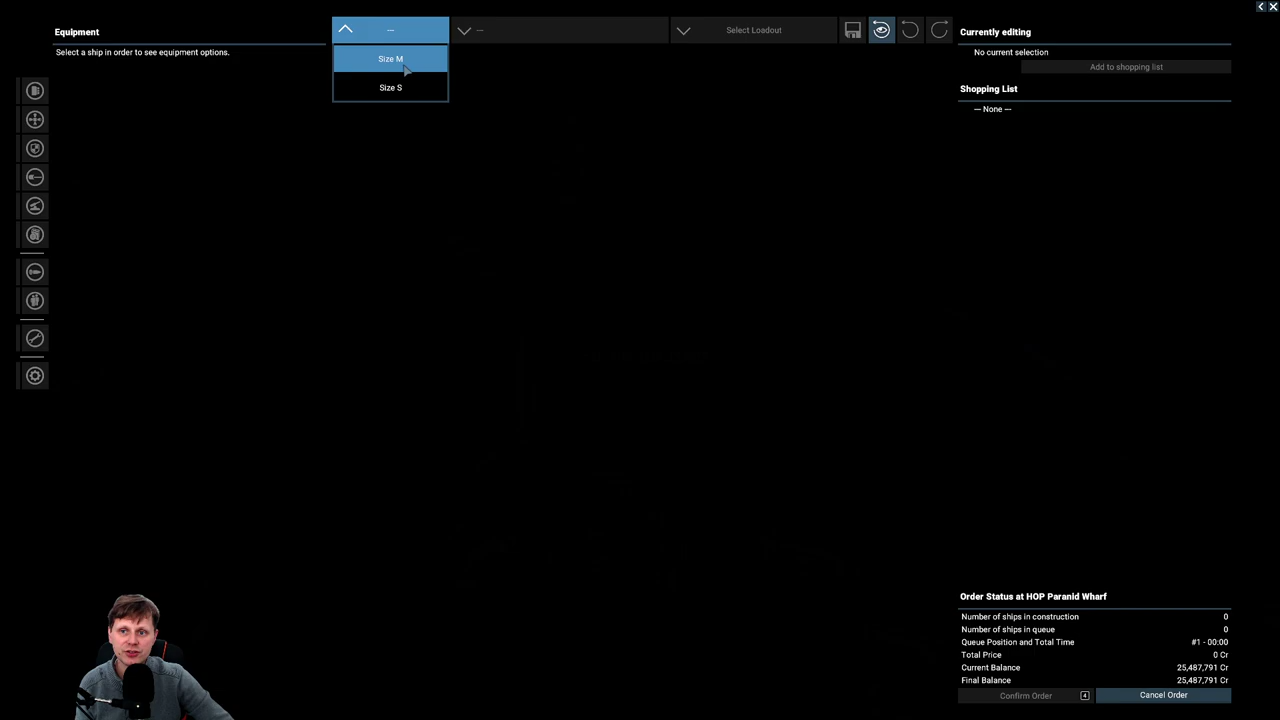 Equipment
Select a ship in order to see equipment options.
--
Size M
Size S
--
Select Loadout
Currently editing
No current selection
Add to shopping list
Shopping List
— None —
Order Status at HOP Paranid Wharf
Number of ships in construction 0
Number of ships in queue 0
Queue Position and Total Time #1 - 00:00
Total Price 0 Cr
Current Balance 25,487,791 Cr
Final Balance 25,487,791 Cr
Confirm Order 4
Cancel Order